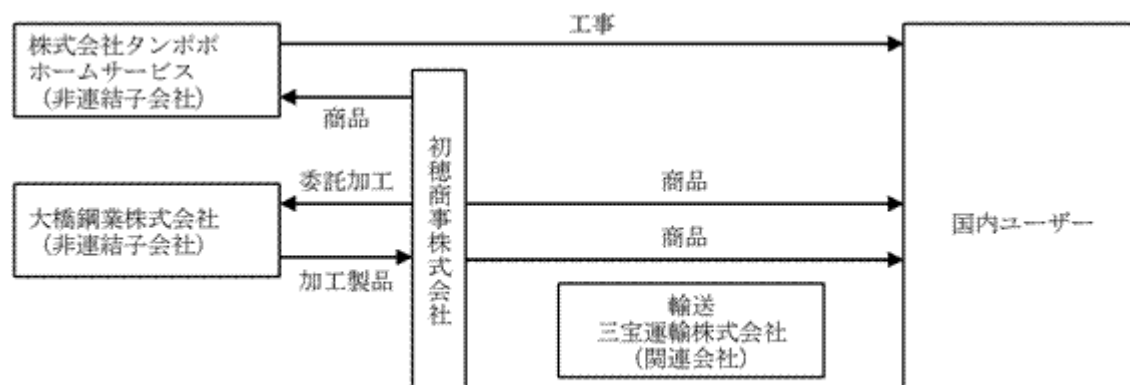 工事
株式会社タンポポ
ホームサービス
(非連結子会社)
商品
初穂商事株式会社
委託加工
商品
大橋鋼業株式会社
(非連結子会社)
国内ユーザー
商品
加工製品
輸送
三宝運輸株式会社
(関連会社)